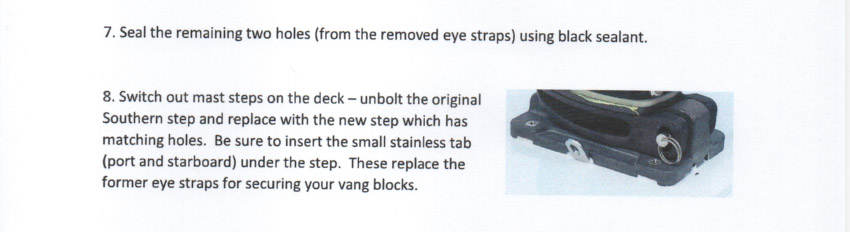 7. Seal the remaining two holes (from the removed eye straps) using black sealant.
8. Switch out mast steps on the deck – unbolt the original
Southern step and replace with the new step which has
matching holes.  Be sure to insert the small stainless tab
(port and starboard) under the step.  These replace the
former eye straps for securing your vang blocks.